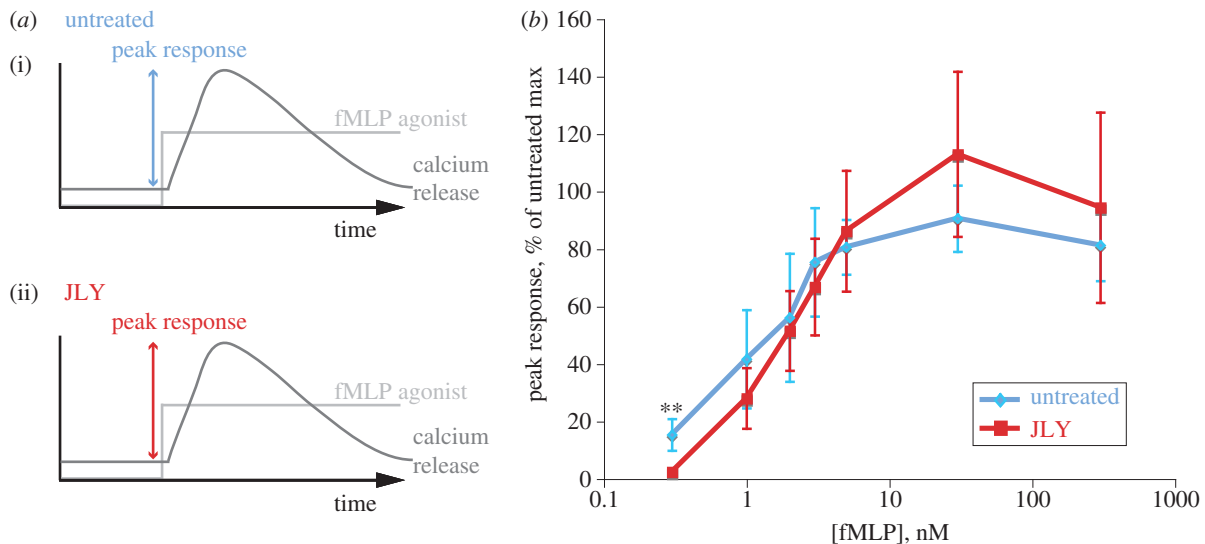 (a) untreated
(i)
peak response
fMLP agonist
calcium
release
time
(ii) JLY
peak response
fMLP agonist
calcium
release
time
(b)
160
140
120
100
80
60
40
20
0
peak response, % of untreated max
**
untreated
JLY
0.1
1
10
100
1000
[fMLP], nM